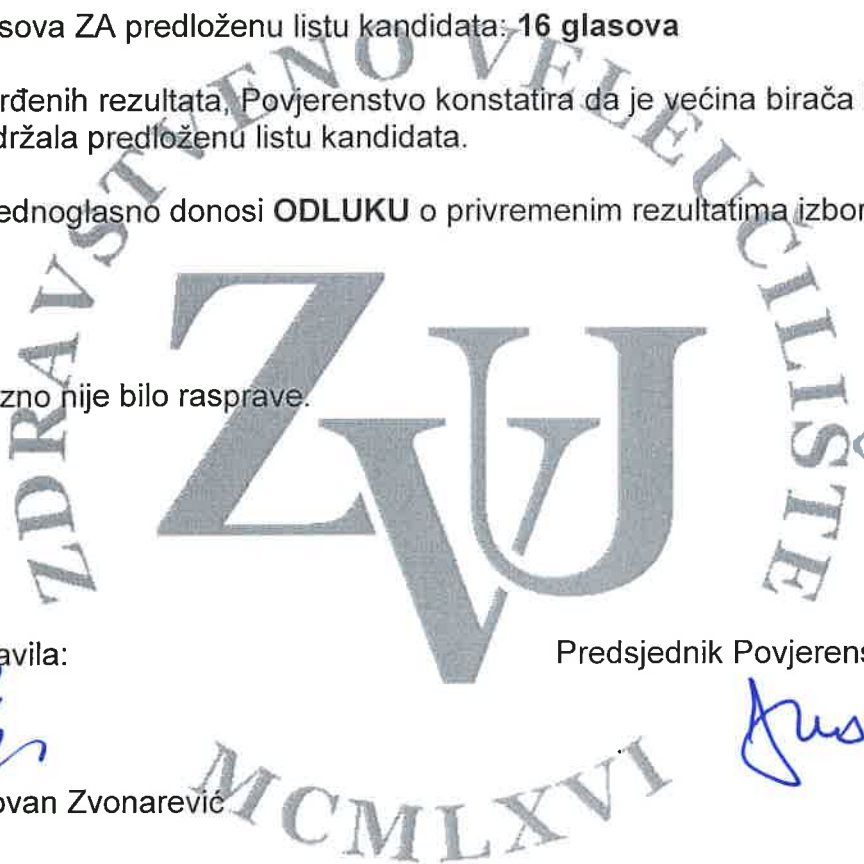 sova ZA predloženu listu kandidata: 16 glasova
rđenih rezultata, Povjerenstvo konstatira da je većina birača
držala predloženu listu kandidata.
ednoglasno donosi ODLUKU o privremenim rezultatima izbor
zno nije bilo rasprave.
ZDRAVSTVENO VELEUČILIŠTE
ZVU
MCMLXVI
avila:
Predsjednik Povjerens
ovan Zvonarević